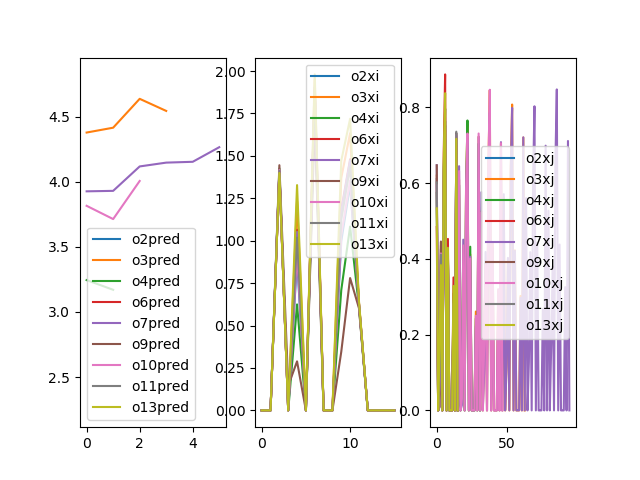 4.5
4.0
3.5
3.0
2.5
0
2
4
o2pred
o3pred
o4pred
o6pred
o7pred
o9pred
o10pred
o11pred
o13pred
2.00
1.75
1.50
1.25
1.00
0.75
0.50
0.25
0.00
0
10
o2xi
o3xi
o4xi
o6xi
o7xi
o9xi
o10xi
o11xi
o13xi
0.8
0.6
0.4
0.2
0.0
0
50
o2xj
o3xj
o4xj
o6xj
o7xj
o9xj
o10xj
o11xj
o13xj